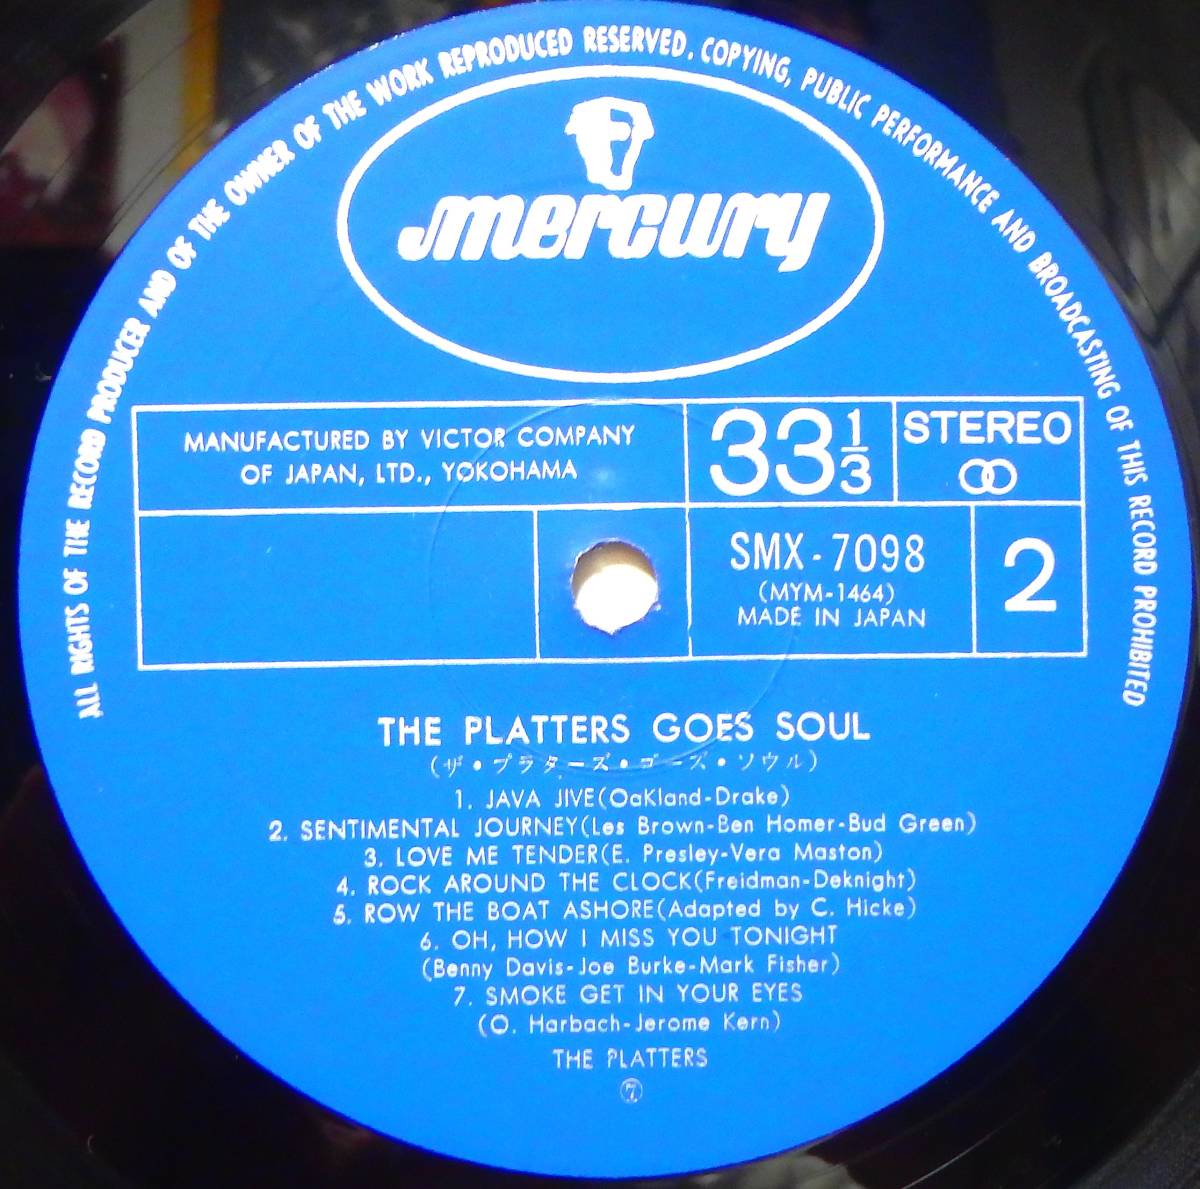 ALL RIGHTS OF THE RECORD PRODUCER AND OF THE OWNER OF THE WORK REPRODUCED RESERVED. COPYING, PUBLIC PERFORMANCE AND BROADCASTING OF THIS RECORD PROHIBITED
mercury
MANUFACTURED BY VICTOR COMPANY
OF JAPAN, LTD., YOKOHAMA
33 1/3
STEREO
SMX-7098
(MYM-1464)
MADE IN JAPAN
2
THE PLATTERS GOES SOUL
(ザ・プラターズ・ゴーズ・ソウル)
1. JAVA JIVE(OaKland-Drake)
2. SENTIMENTAL JOURNEY(Les Brown-Ben Homer-Bud Green)
3. LOVE ME TENDER(E. Presley-Vera Maston)
4. ROCK AROUND THE CLOCK(Freidman-Deknight)
5. ROW THE BOAT ASHORE(Adapted by C. Hicke)
6. OH, HOW I MISS YOU TONIGHT
(Benny Davis-Joe Burke-Mark Fisher)
7. SMOKE GET IN YOUR EYES
(O. Harbach-Jerome Kern)
THE PLATTERS
⑦